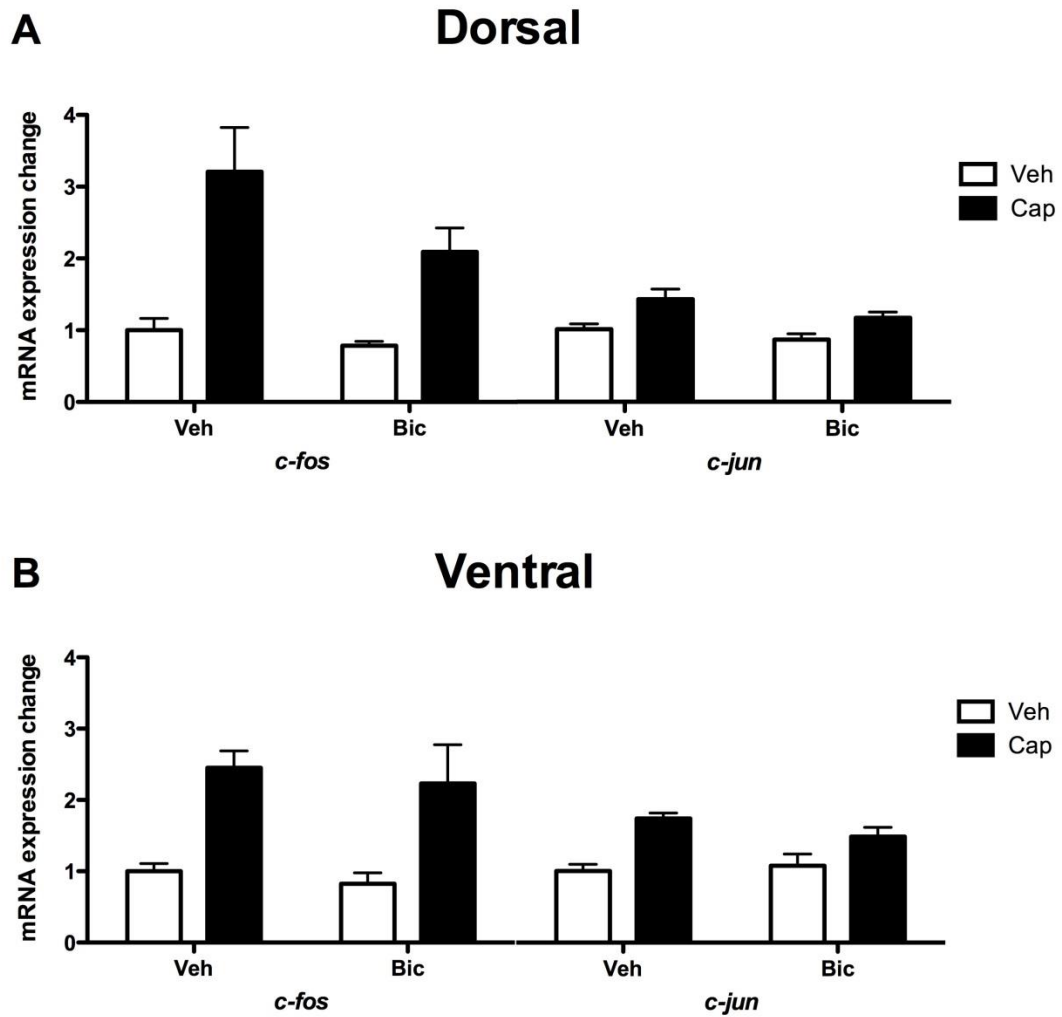 A
Dorsal
mRNA expression change
4
3
2
1
0
Veh
Cap
Veh Bic Veh Bic
c-fos c-jun
B
Ventral
mRNA expression change
4
3
2
1
0
Veh
Cap
Veh Bic Veh Bic
c-fos c-jun